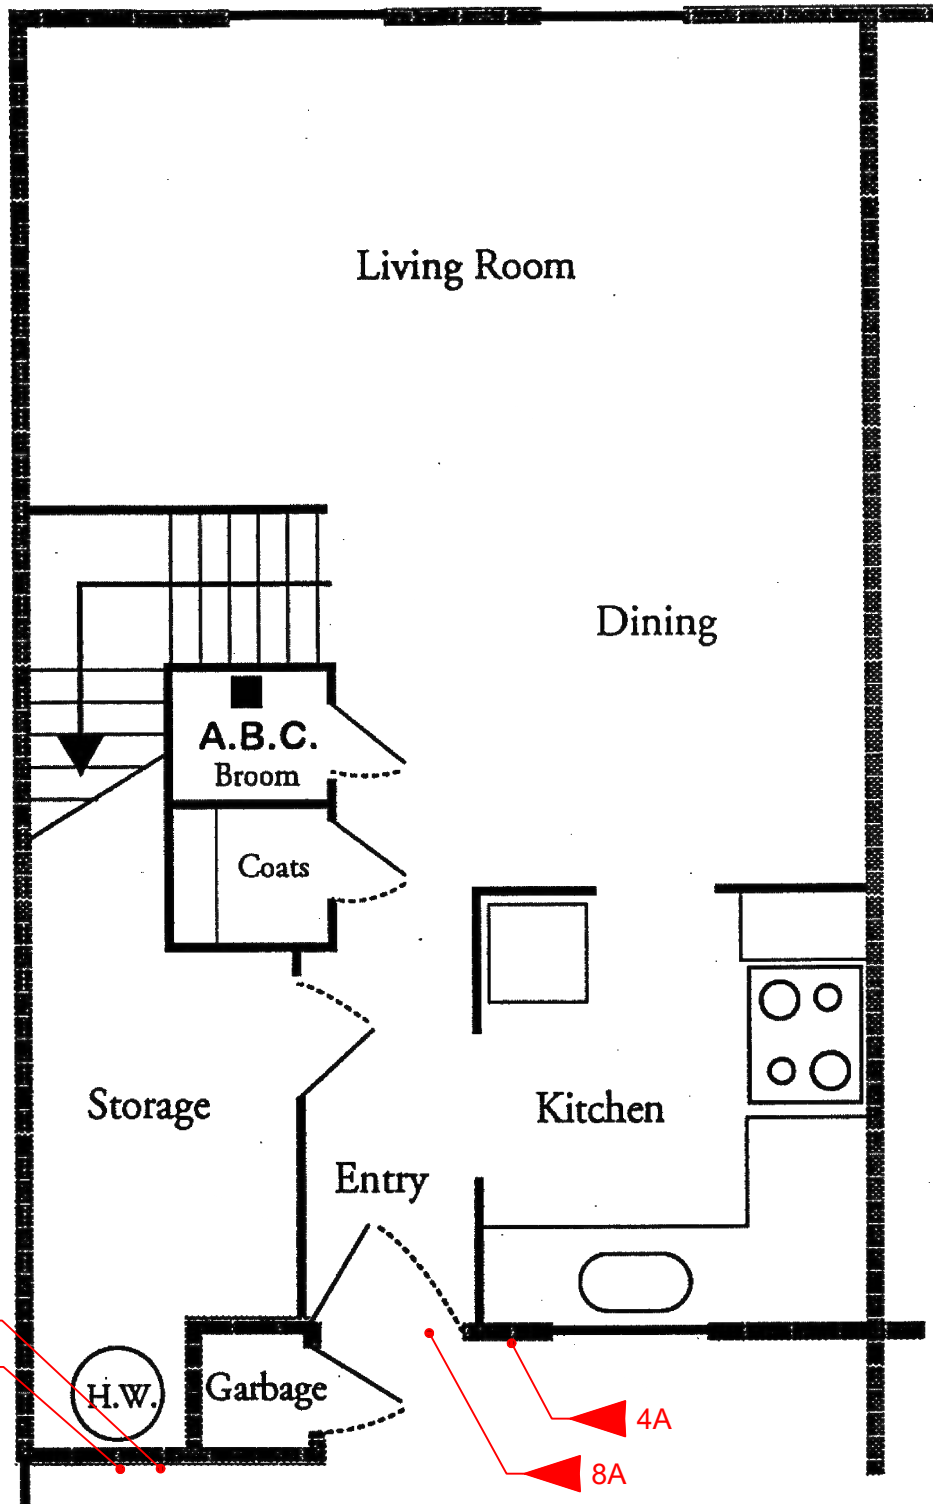 Living Room
Dining
A.B.C.
Broom
Coats
Storage
Kitchen
Entry
H.W.
Garbage
4A
8A